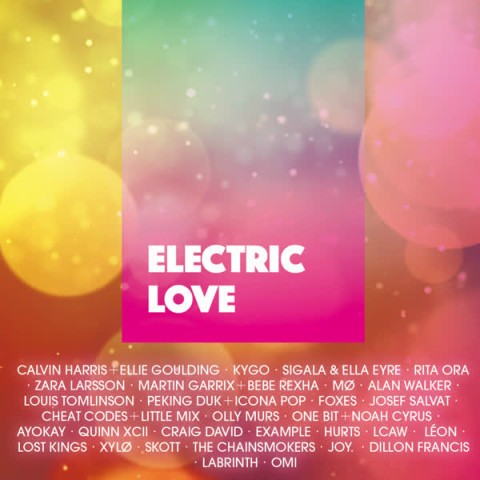 ELECTRIC
LOVE
CALVIN HARRIS+ELLIE GOULDING · KYGO · SIGALA & ELLA EYRE · RITA ORA
· ZARA LARSSON · MARTIN GARRIX+BEBE REXHA · MØ · ALAN WALKER ·
LOUIS TOMLINSON · PEKING DUK+ICONA POP · FOXES · JOSEF SALVAT ·
CHEAT CODES+LITTLE MIX · OLLY MURS · ONE BIT+NOAH CYRUS ·
AYOKAY · QUINN XCII · CRAIG DAVID · EXAMPLE · HURTS · LCAW · LÉON ·
LOST KINGS · XYLØ · SKOTT · THE CHAINSMOKERS · JOY. · DILLON FRANCIS
· LABRINTH · OMI